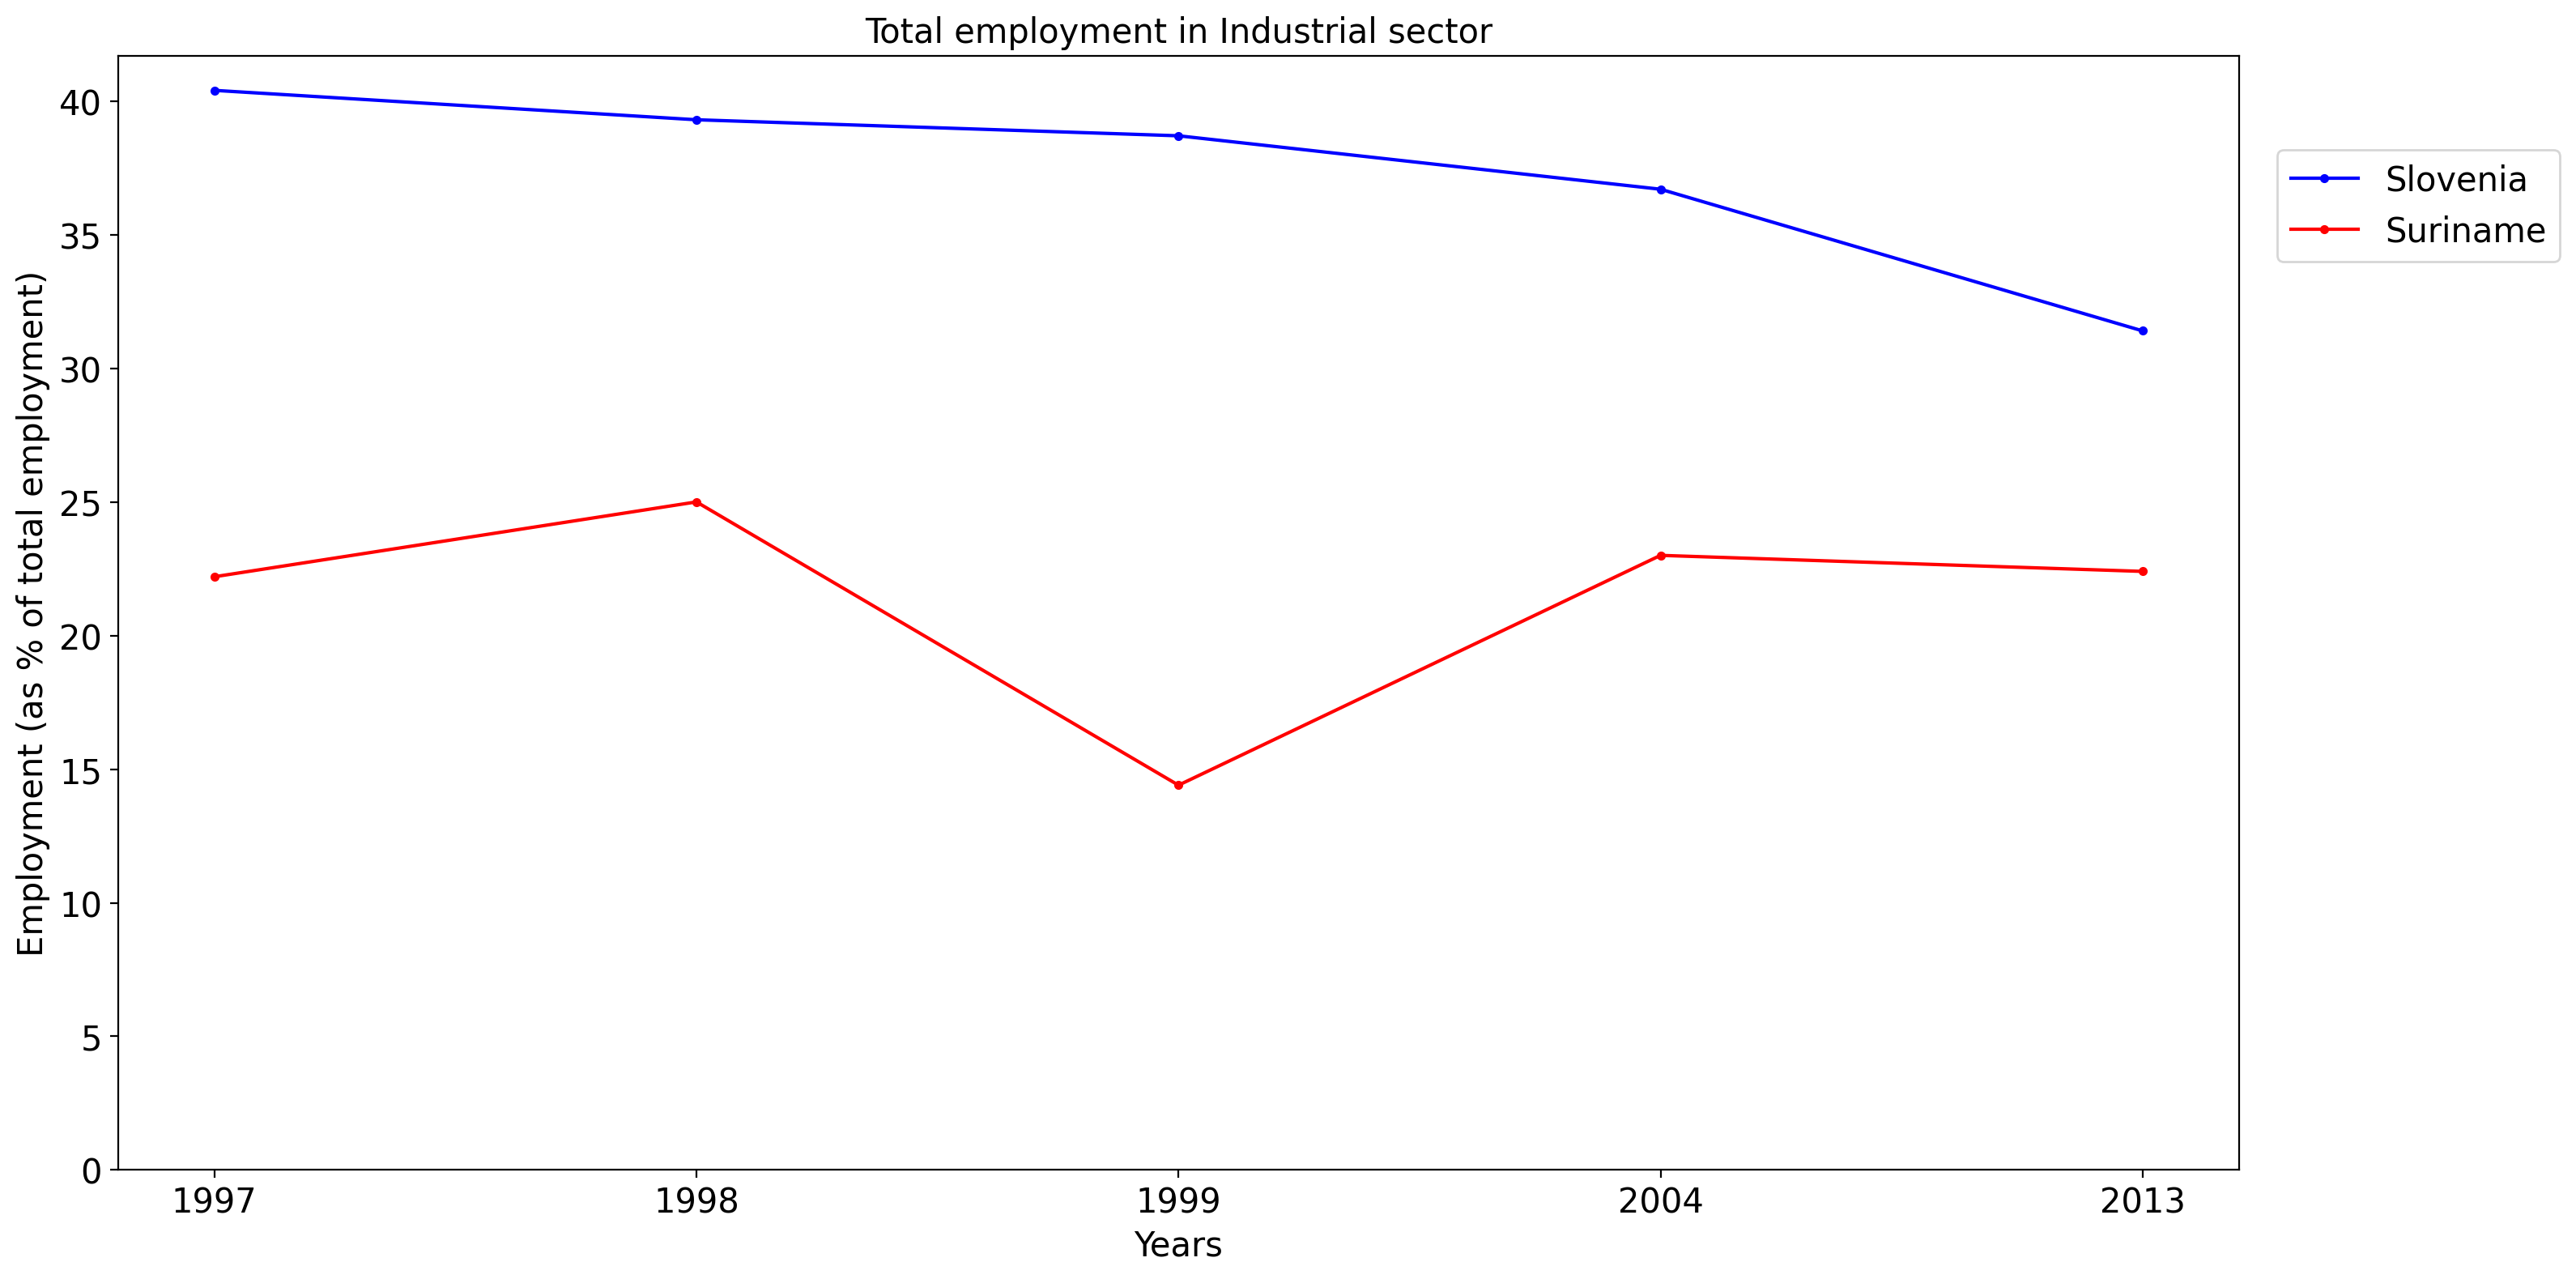 Total employment in Industrial sector
Employment (as % of total employment)
40
35
30
25
20
15
10
5
0
1997 1998 1999 2004 2013
Years
Slovenia
Suriname